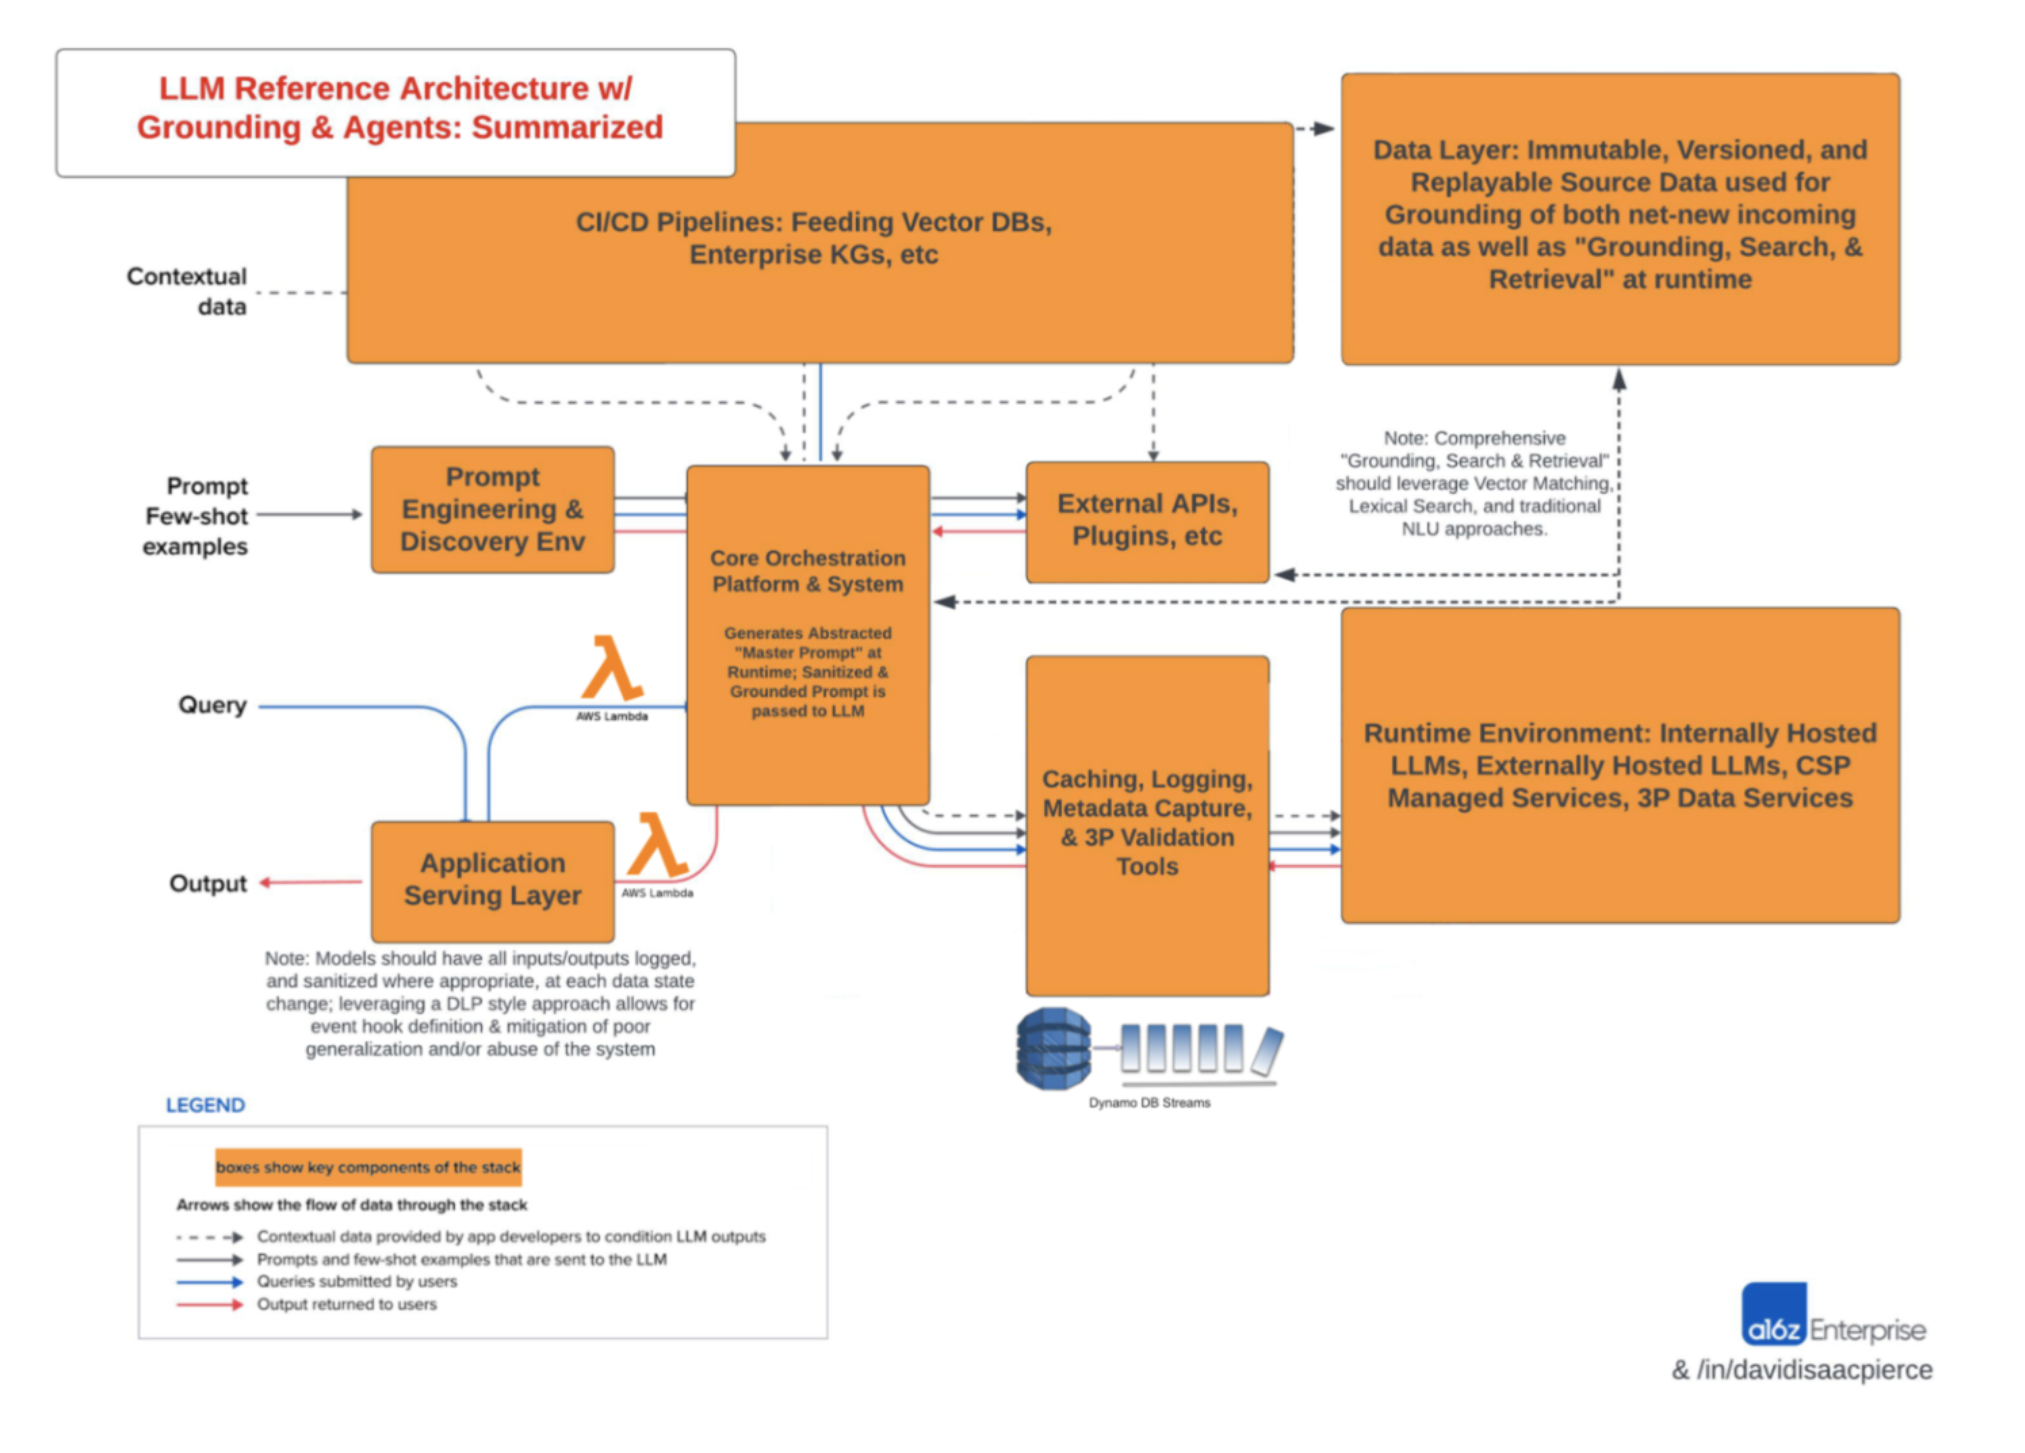 LLM Reference Architecture w/
Grounding & Agents: Summarized
CI/CD Pipelines: Feeding Vector DBs,
Enterprise KGs, etc
Data Layer: Immutable, Versioned, and
Replayable Source Data used for
Grounding of both net-new incoming
data as well as "Grounding, Search, &
Retrieval" at runtime
Contextual
data
Note: Comprehensive
"Grounding, Search & Retrieval"
should leverage Vector Matching,
Lexical Search, and traditional
NLU approaches.
Prompt
Few-shot
examples
Prompt
Engineering &
Discovery Env
Core Orchestration
Platform & System
Generates Abstracted
"Master Prompt" at
Runtime; Sanitized &
Grounded Prompt is
passed to LLM
External APIs,
Plugins, etc
Query
AWS Lambda
Caching, Logging,
Metadata Capture,
& 3P Validation
Tools
Runtime Environment: Internally Hosted
LLMs, Externally Hosted LLMs, CSP
Managed Services, 3P Data Services
Output
Application
Serving Layer
AWS Lambda
Note: Models should have all inputs/outputs logged,
and sanitized where appropriate, at each data state
change; leveraging a DLP style approach allows for
event hook definition & mitigation of poor
generalization and/or abuse of the system
Dynamo DB Streams
LEGEND
boxes show key components of the stack
Arrows show the flow of data through the stack
Contextual data provided by app developers to condition LLM outputs
Prompts and few-shot examples that are sent to the LLM
Queries submitted by users
Output returned to users
a16z Enterprise
& /in/davidisaacpierce